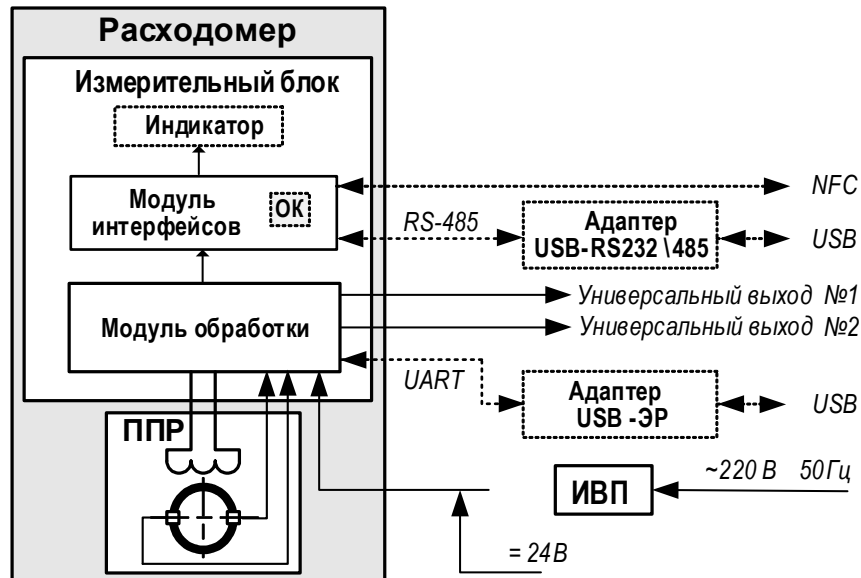 Расходомер
Измерительный блок
Индикатор
Модуль
интерфейсов
ОК
NFC
RS-485
Адаптер
USB-RS232 \485
USB
Модуль обработки
Универсальный выход №1
Универсальный выход №2
UART
Адаптер
USB -ЭР
USB
ППР
ИВП
~220 В 50Гц
= 24В